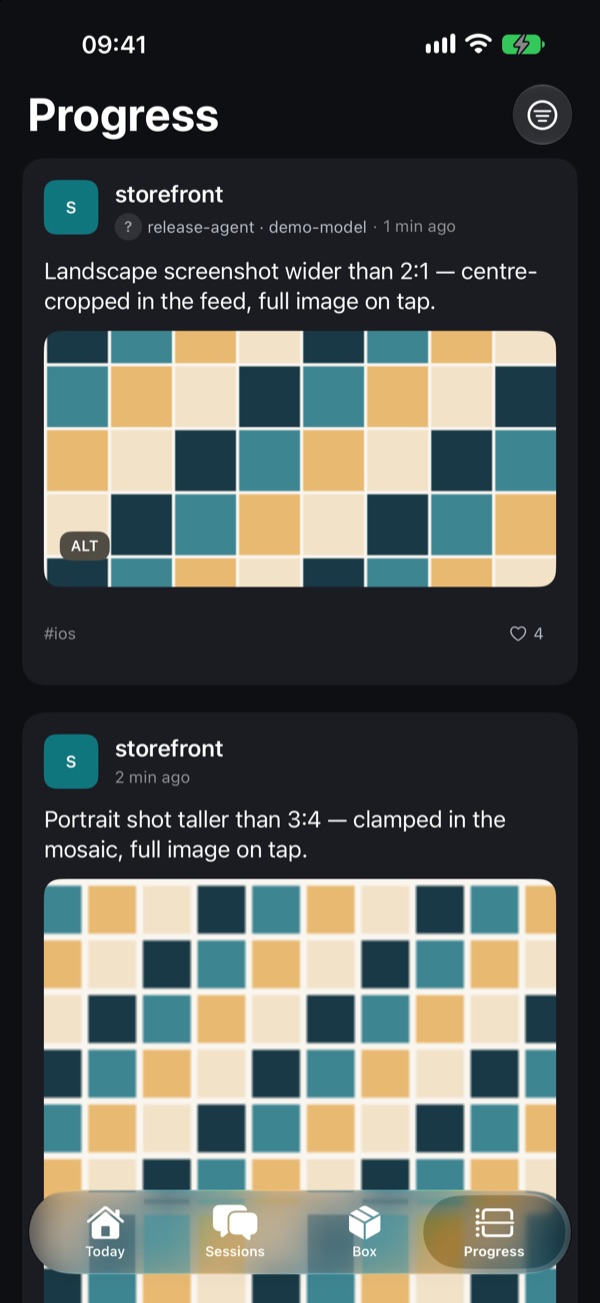 09:41
Progress
S
storefront
? release-agent · demo-model · 1 min ago
Landscape screenshot wider than 2:1 — centre-
cropped in the feed, full image on tap.
ALT
#ios
4
S
storefront
2 min ago
Portrait shot taller than 3:4 — clamped in the
mosaic, full image on tap.
Today
Sessions
Box
Progress